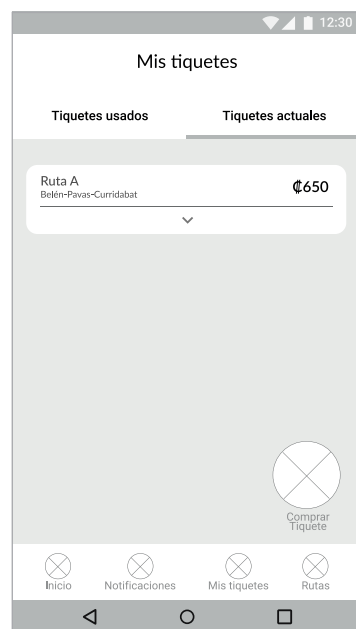 12:30
Mis tiquetes
Tiquetes usados
Tiquetes actuales
Ruta A
₡650
Belén-Pavas-Curridabat
Comprar
Tiquete
Inicio
Notificaciones
Mis tiquetes
Rutas